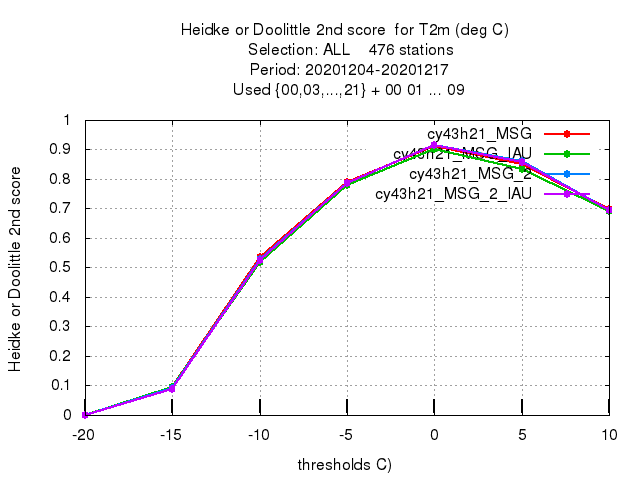 Heidke or Doolittle 2nd score  for T2m (deg C)
Selection: ALL    476 stations
Period: 20201204-20201217
Used {00,03,...,21} + 00 01 ... 09
Heidke or Doolittle 2nd score
1
0.9
0.8
0.7
0.6
0.5
0.4
0.3
0.2
0.1
0
cy43h21_MSG
cy43h21_MSG_IAU
cy43h21_MSG_2
cy43h21_MSG_2_IAU
-20 -15 -10 -5 0 5 10
thresholds C)